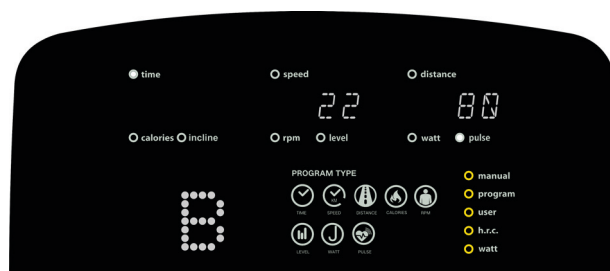 time speed distance
22 80
calories incline rpm level watt pulse
PROGRAM TYPE
manual
KM
program
TIME SPEED DISTANCE CALORIES RPM
user
h.r.c.
LEVEL WATT PULSE
watt
B